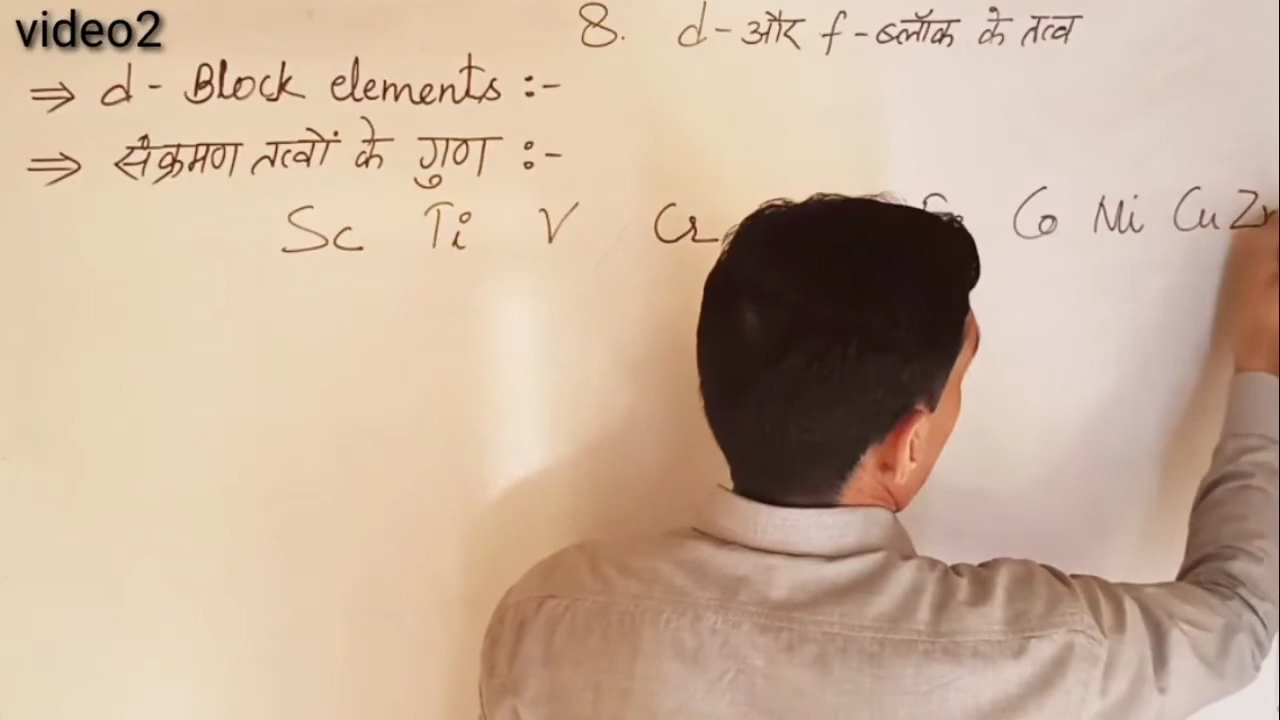 video2
8. d-और f-ब्लॉक के तत्व
⇒ d - Block elements :-
⇒ संक्रमण तत्वों के गुण :-
Sc Ti V Cr Co Ni Cu Zn